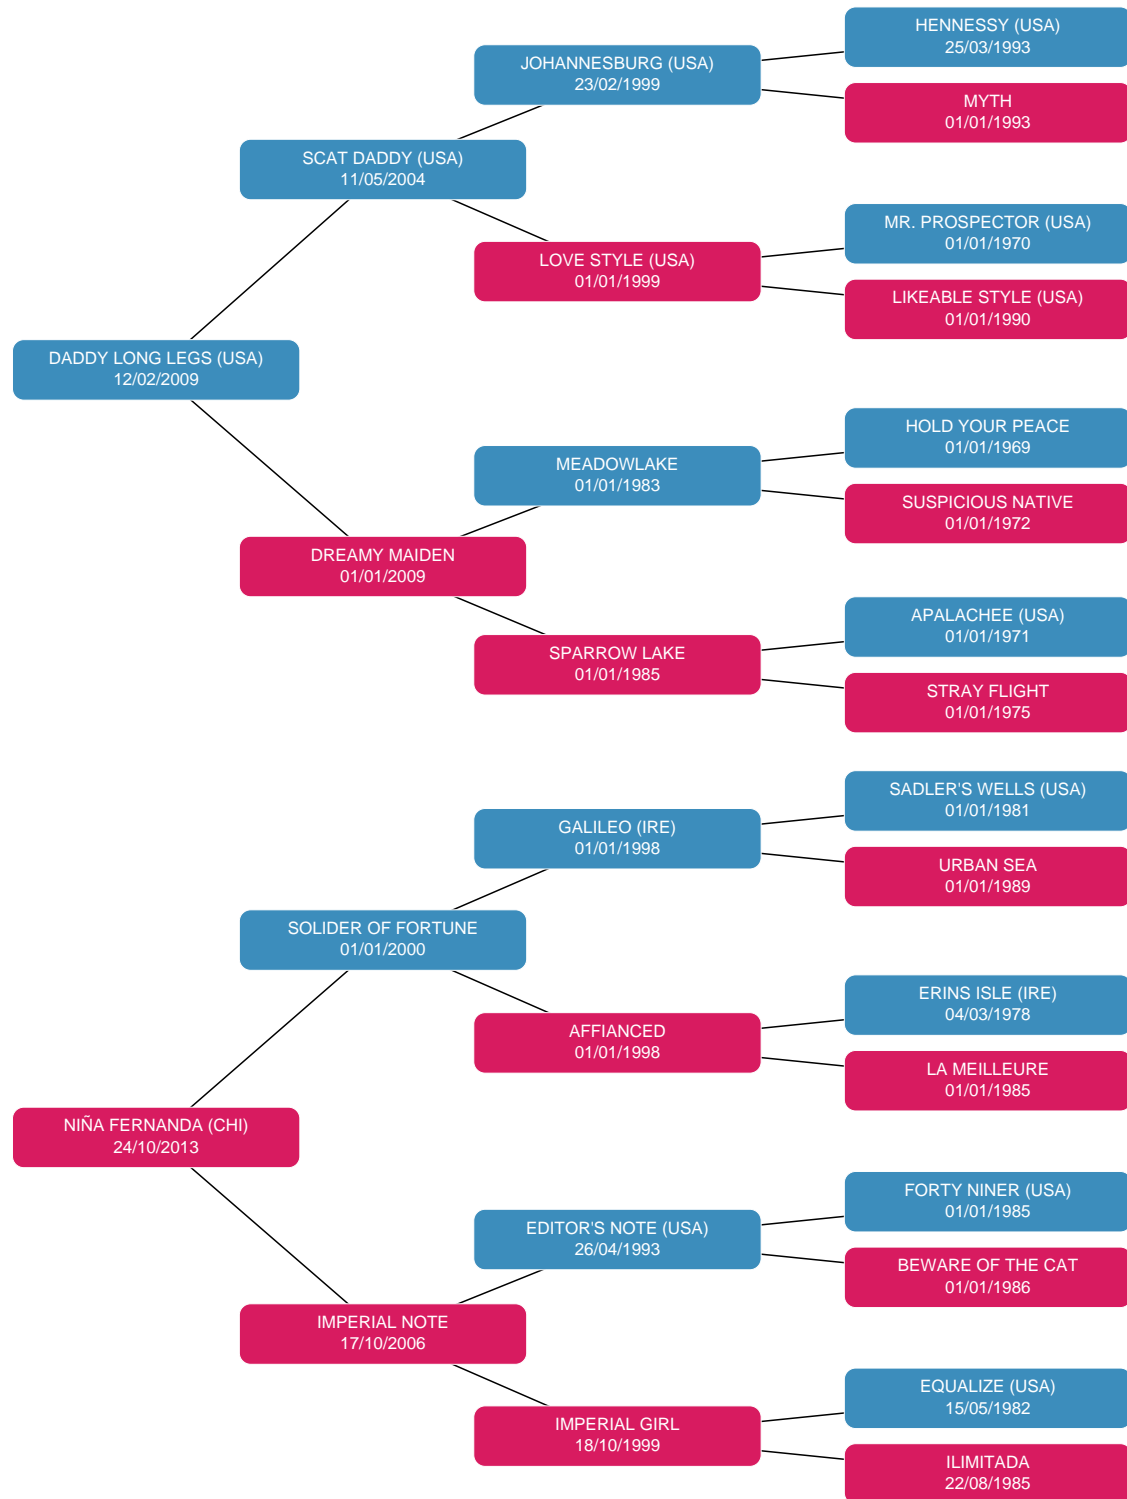 HENNESSY (USA)
25/03/1993
JOHANNESBURG (USA)
23/02/1999
MYTH
01/01/1993
SCAT DADDY (USA)
11/05/2004
MR. PROSPECTOR (USA)
01/01/1970
LOVE STYLE (USA)
01/01/1999
LIKEABLE STYLE (USA)
01/01/1990
DADDY LONG LEGS (USA)
12/02/2009
HOLD YOUR PEACE
01/01/1969
MEADOWLAKE
01/01/1983
SUSPICIOUS NATIVE
01/01/1972
DREAMY MAIDEN
01/01/2009
APALACHEE (USA)
01/01/1971
SPARROW LAKE
01/01/1985
STRAY FLIGHT
01/01/1975
SADLER'S WELLS (USA)
01/01/1981
GALILEO (IRE)
01/01/1998
URBAN SEA
01/01/1989
SOLIDER OF FORTUNE
01/01/2000
ERINS ISLE (IRE)
04/03/1978
AFFIANCED
01/01/1998
LA MEILLEURE
01/01/1985
NIÑA FERNANDA (CHI)
24/10/2013
FORTY NINER (USA)
01/01/1985
EDITOR'S NOTE (USA)
26/04/1993
BEWARE OF THE CAT
01/01/1986
IMPERIAL NOTE
17/10/2006
EQUALIZE (USA)
15/05/1982
IMPERIAL GIRL
18/10/1999
ILIMITADA
22/08/1985